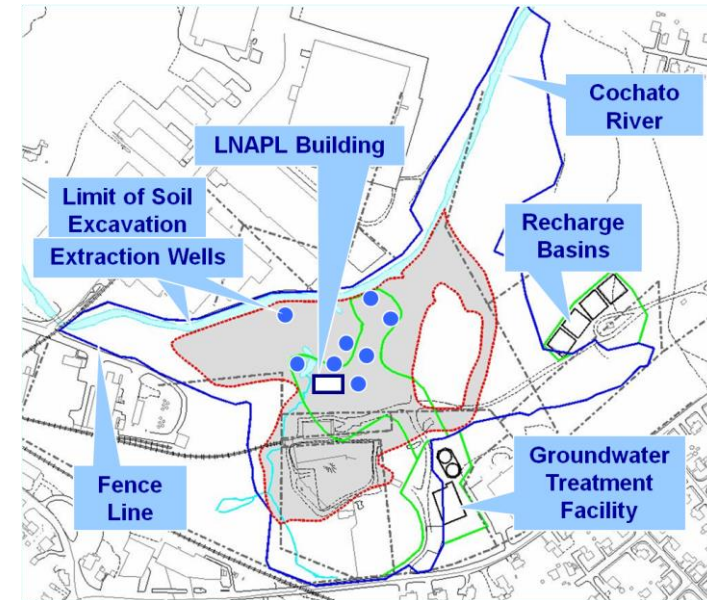 Cochato
River
LNAPL Building
Limit of Soil
Excavation
Extraction Wells
Recharge
Basins
Fence
Line
Groundwater
Treatment
Facility